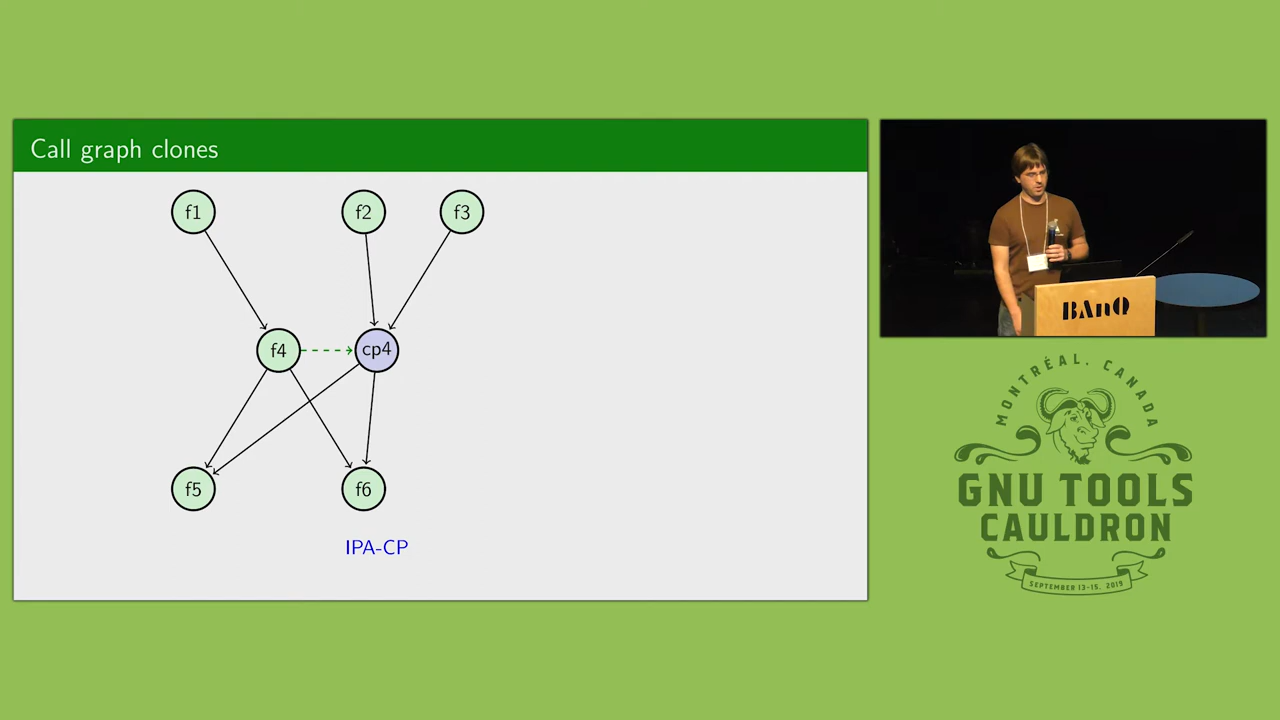 Call graph clones
f1
f2
f3
f4
cp4
f5
f6
IPA-CP
BAnQ
MONTRÉAL, CANADA
GNU TOOLS
CAULDRON
SEPTEMBER 13-15, 2019